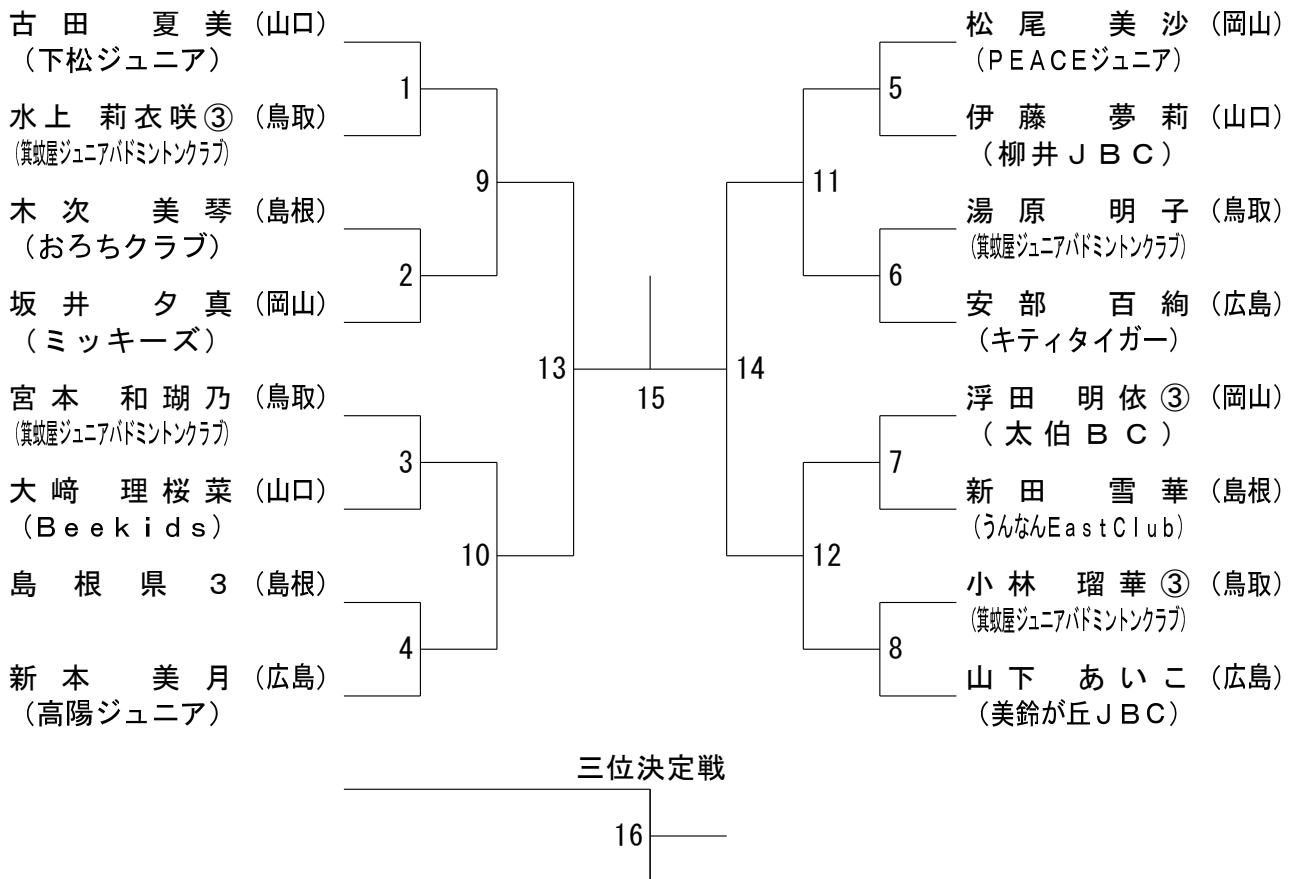 古田 夏美 (山口)
(下松ジュニア)
1
水上 莉衣咲③ (鳥取)
(箕蚊屋ジュニアバドミントンクラブ)
9
木次 美琴 (島根)
(おろちクラブ)
2
坂井 夕真 (岡山)
(ミッキーズ)
13
宮本 和瑚乃 (鳥取)
(箕蚊屋ジュニアバドミントンクラブ)
3
大﨑 理桜菜 (山口)
(Beekids)
10
島根県3 (島根)
4
新本 美月 (広島)
(高陽ジュニア)
15
松尾 美沙 (岡山)
(PEACEジュニア)
5
伊藤 夢莉 (山口)
(柳井JBC)
11
湯原 明子 (鳥取)
(箕蚊屋ジュニアバドミントンクラブ)
6
安部 百絢 (広島)
(キティタイガー)
14
浮田 明依③ (岡山)
(太伯BC)
7
新田 雪華 (島根)
(うんなんEastClub)
12
小林 瑠華③ (鳥取)
(箕蚊屋ジュニアバドミントンクラブ)
8
山下 あいこ (広島)
(美鈴が丘JBC)
三位決定戦
16